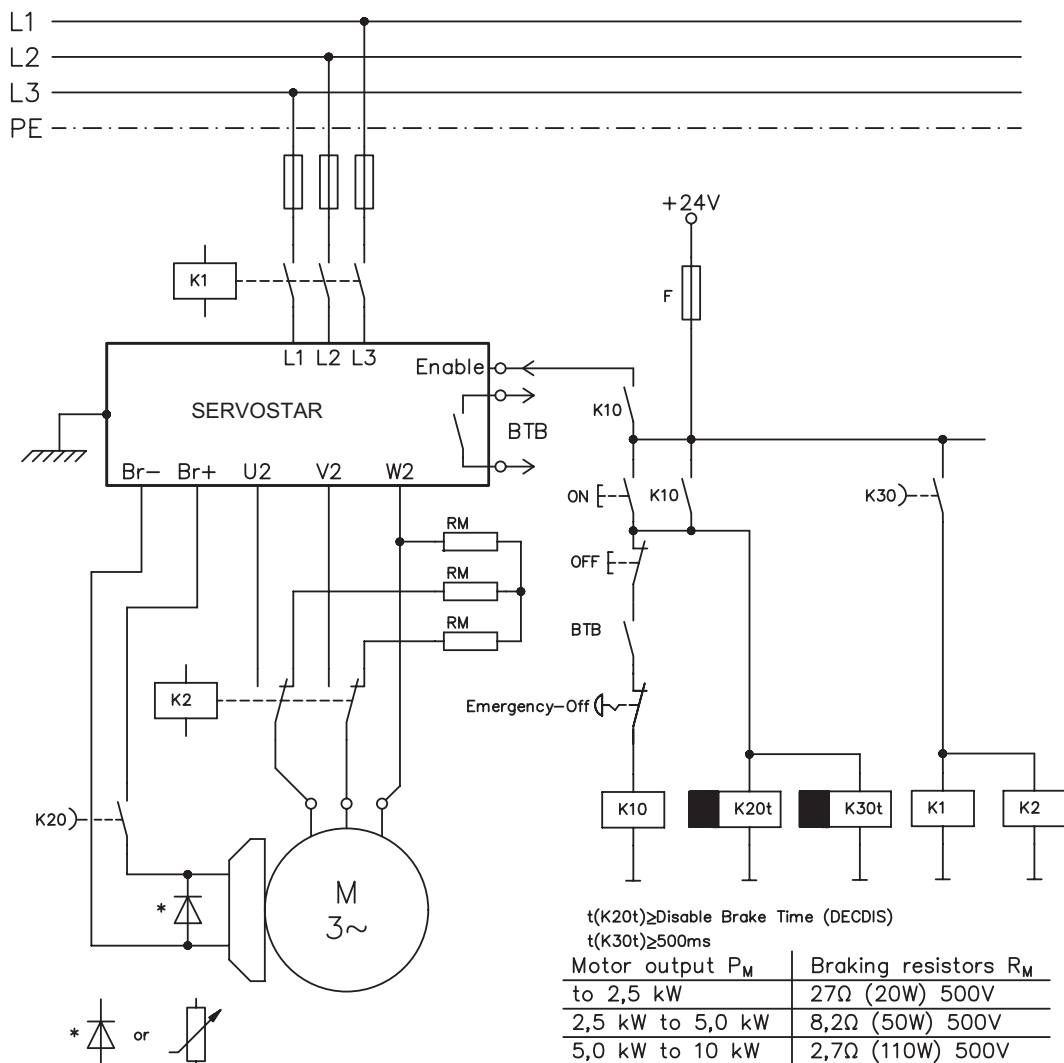 L1
L2
L3
PE
+24V
F
K1
L1 L2 L3
Enable
SERVOSTAR
BTB
K10
Br- Br+ U2 V2 W2
ON
K10
K30
RM
OFF
RM
BTB
RM
K2
Emergency-Off
K20
K10
K20t
K30t
K1
K2
M
3~
*
t(K20t)≥Disable Brake Time (DECDIS)
t(K30t)≥500ms
Motor output PM Braking resistors RM
to 2,5 kW 27Ω (20W) 500V
2,5 kW to 5,0 kW 8,2Ω (50W) 500V
5,0 kW to 10 kW 2,7Ω (110W) 500V
* or